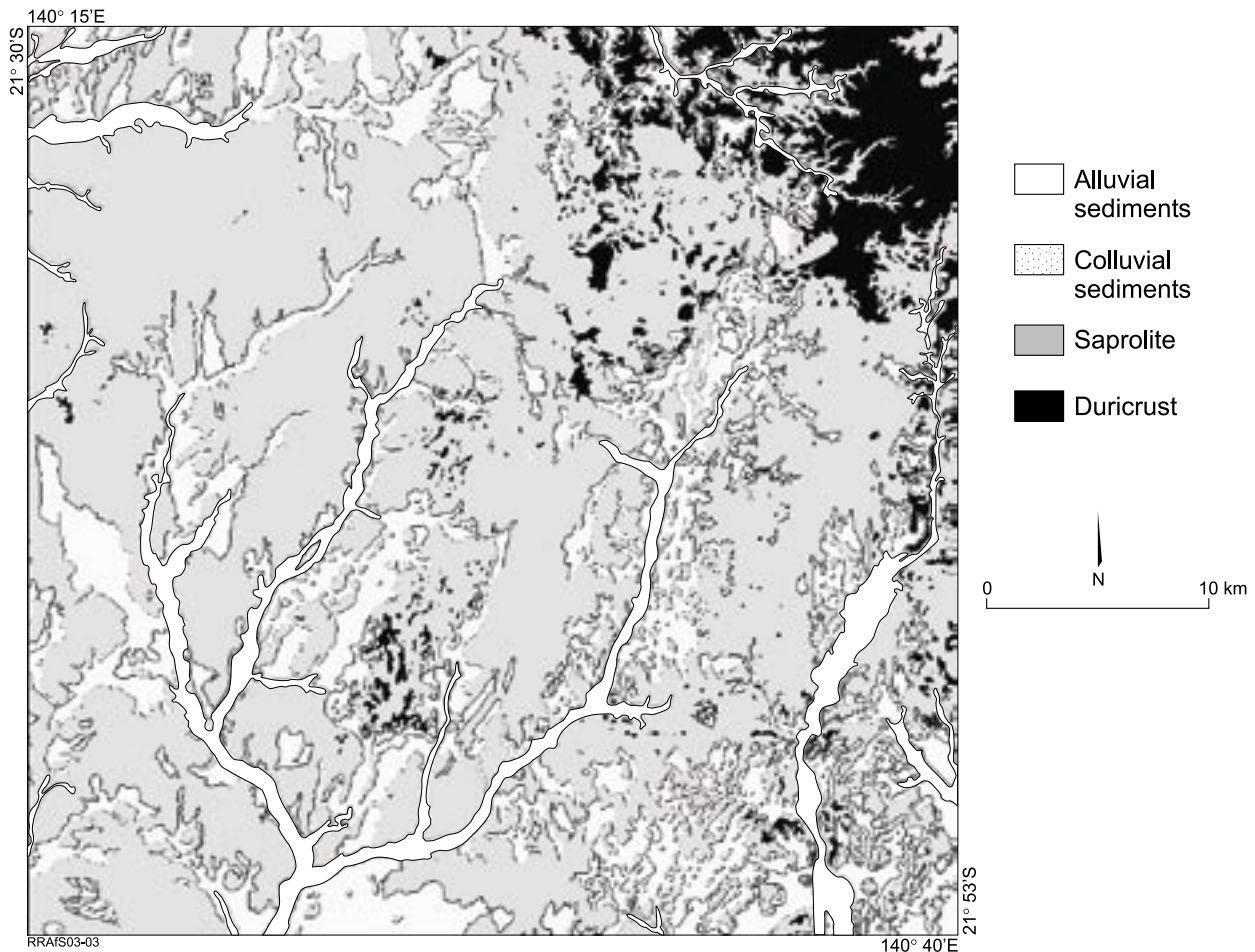 140° 15'E
21° 30'S
Alluvial
sediments
Colluvial
sediments
Saprolite
Duricrust
N
0 10 km
21° 53'S
RRAfS03-03
140° 40'E